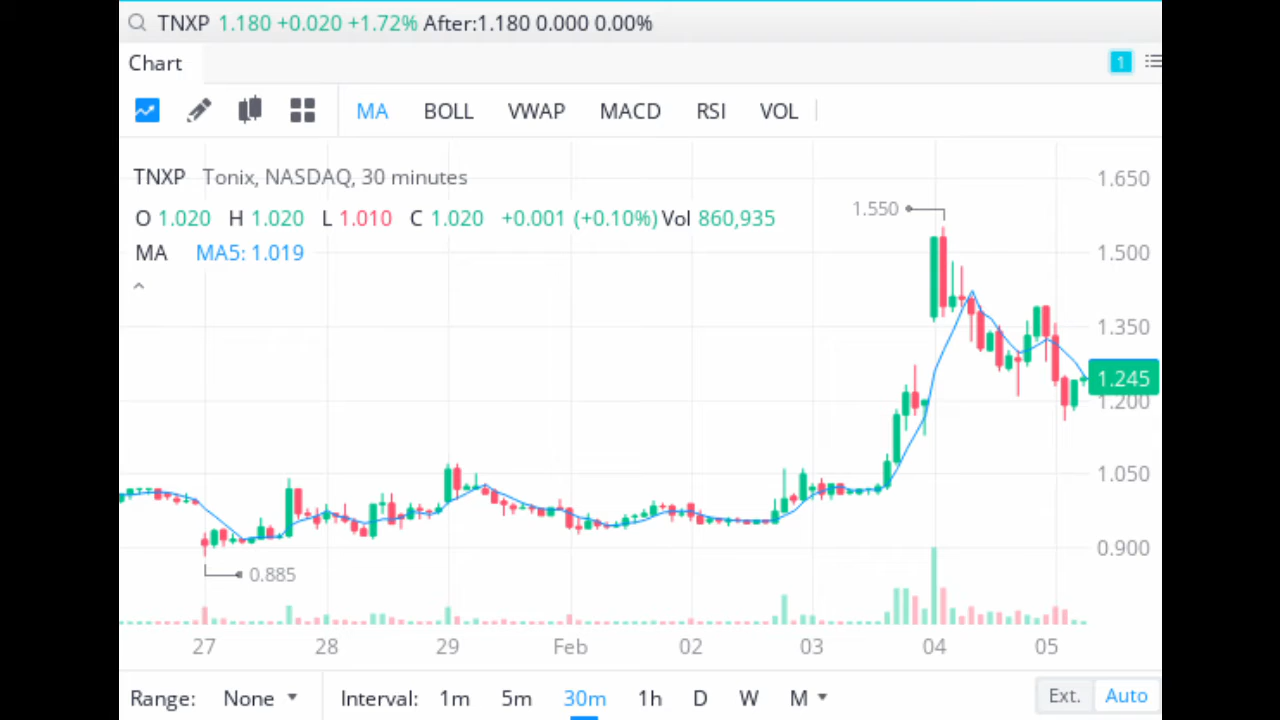 TNXP 1.180 +0.020 +1.72% After:1.180 0.000 0.00%
Chart
1
MA BOLL VWAP MACD RSI VOL
TNXP Tonix, NASDAQ, 30 minutes
O 1.020 H 1.020 L 1.010 C 1.020 +0.001 (+0.10%) Vol 860,935
MA MA5: 1.019
1.550
0.885
1.650
1.500
1.350
1.245
1.200
1.050
0.900
27 28 29 Feb 02 03 04 05
Range: None Interval: 1m 5m 30m 1h D W M Ext. Auto